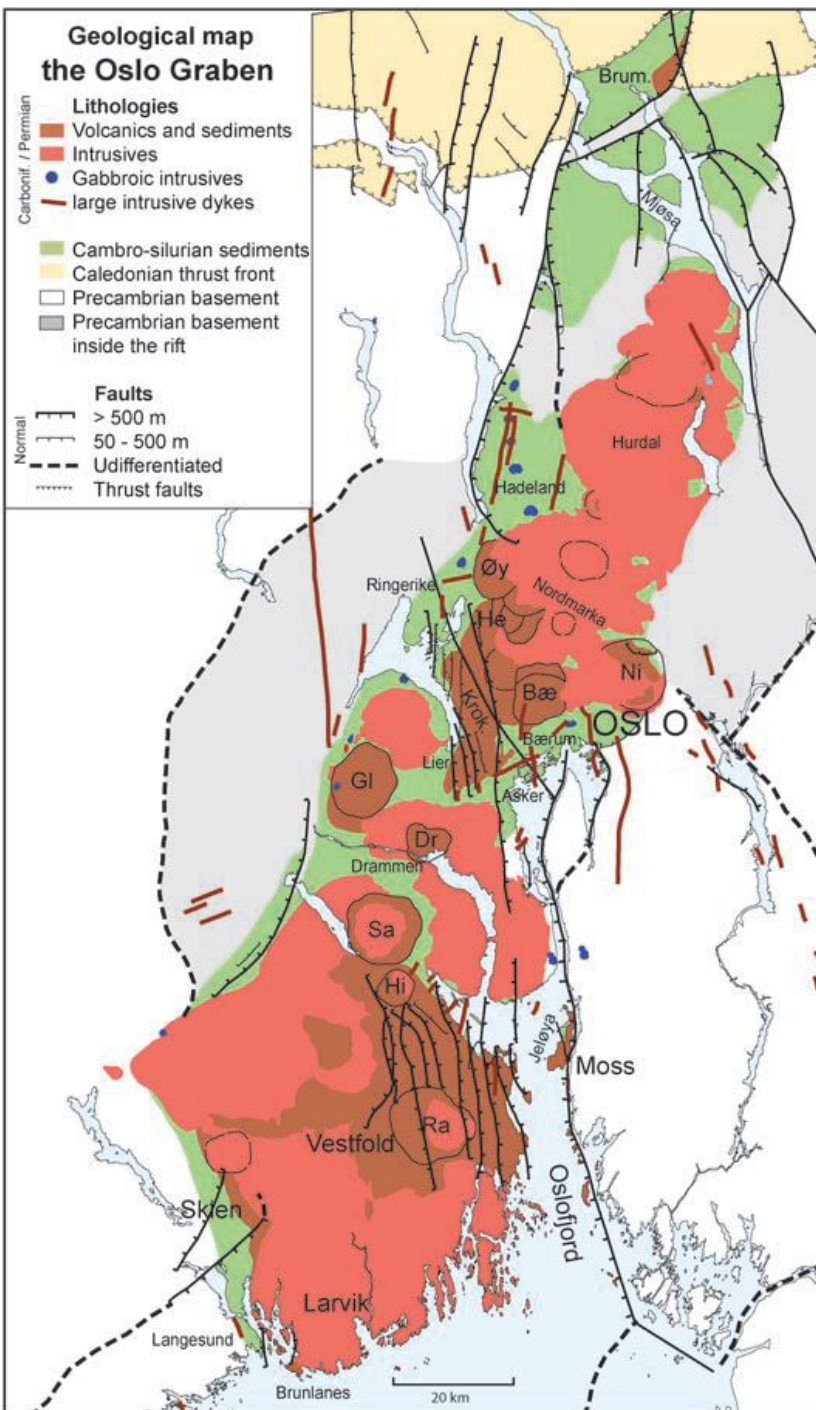 Geological map
the Oslo Graben
Carbonif. / Permian
Lithologies
Volcanics and sediments
Intrusives
Gabbroic intrusives
large intrusive dykes
Cambro-silurian sediments
Caledonian thrust front
Precambrian basement
Precambrian basement
inside the rift
Faults
Normal
> 500 m
50 - 500 m
Udifferentiated
Thrust faults
Brum.
Mjøsa
Hurdal
Hadeland
Øy
Ringerike
Nordmarka
He
Ni
Bæ
Krok.
OSLO
Bærum
Lier
Gl
Asker
Dr
Drammen
Sa
Hi
Jeløya
Moss
Ra
Vestfold
Oslofjord
Skien
Larvik
Langesund
Brunlanes
20 km